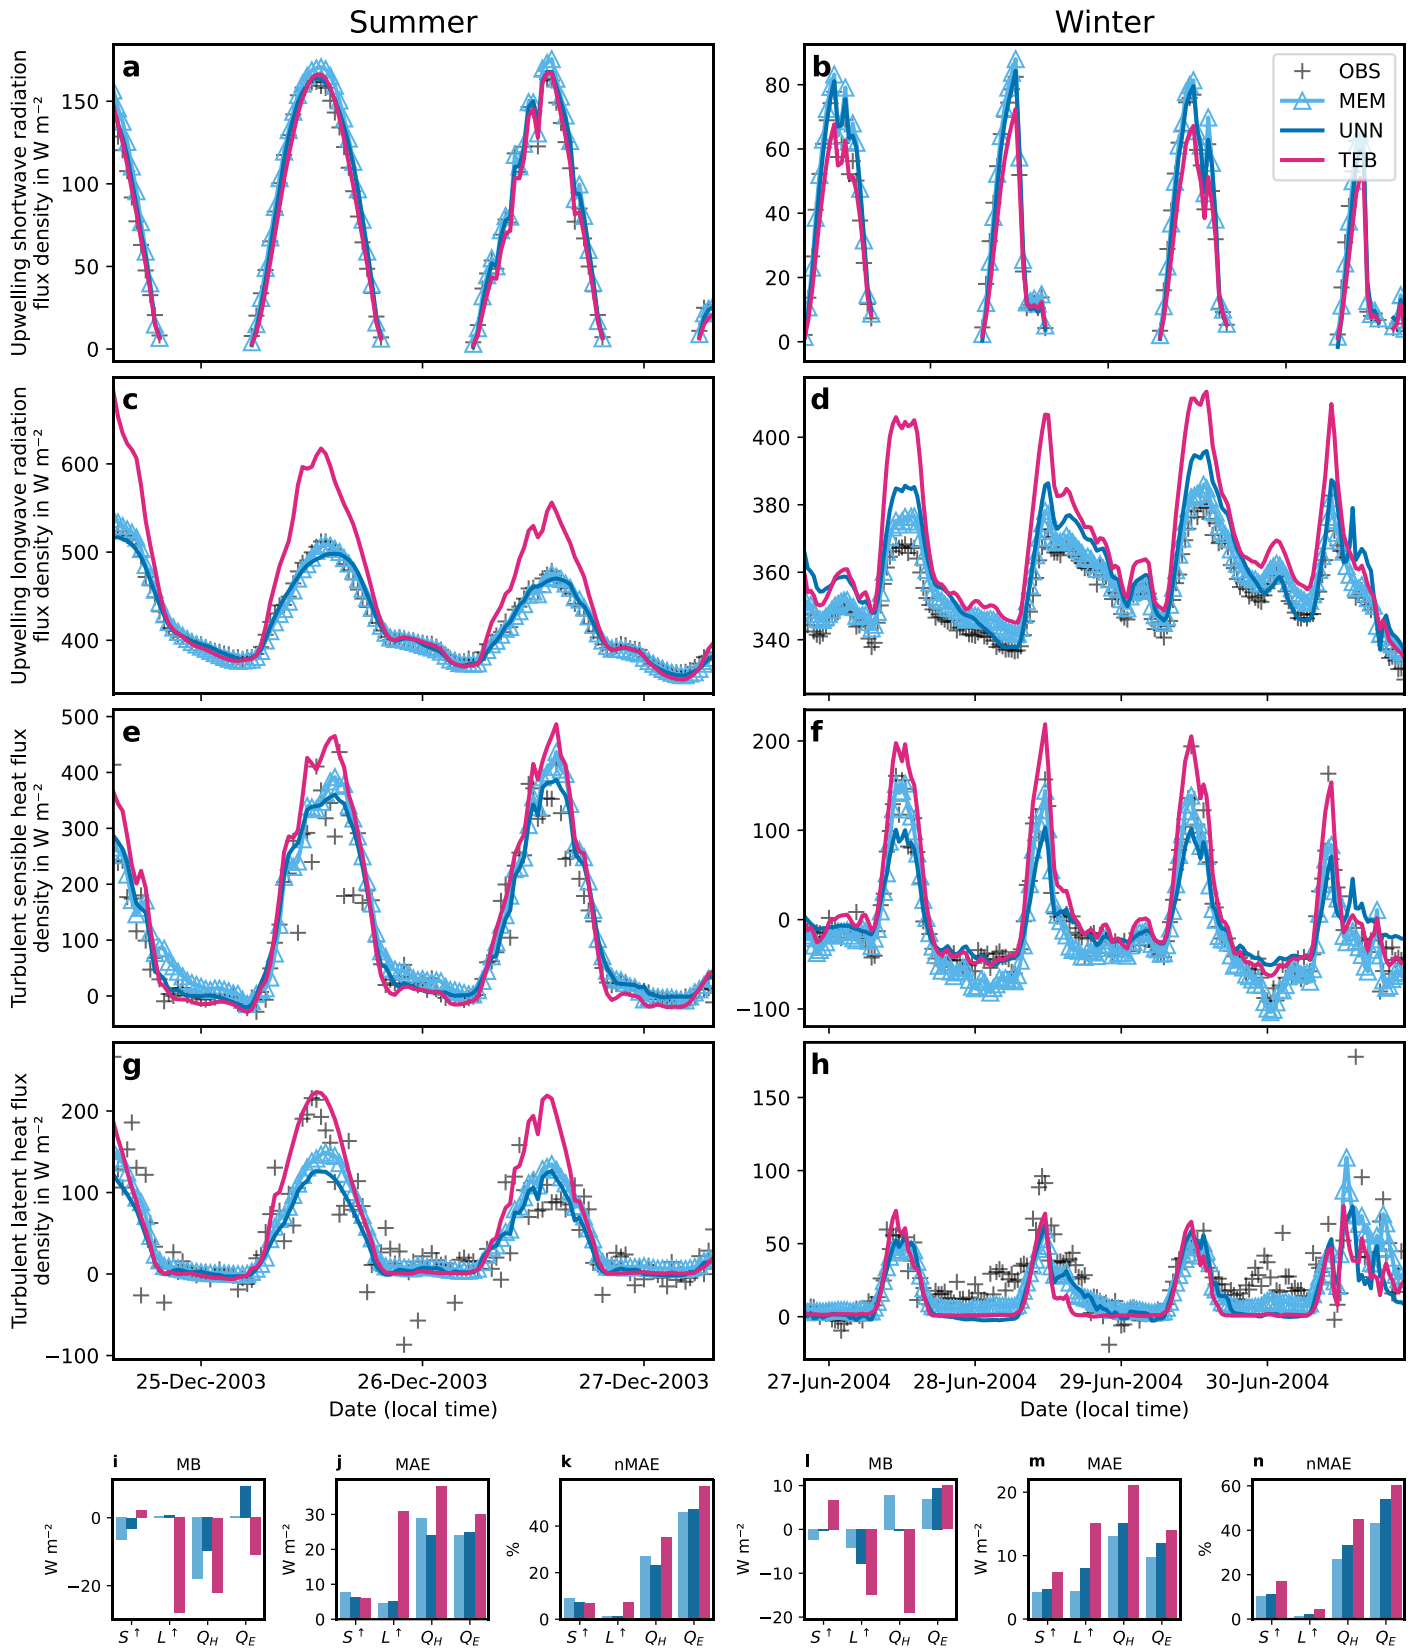 Summer Winter
a
Upwelling shortwave radiation
flux density in W m⁻²
150
100
50
0
b
80
60
40
20
0
OBS
MEM
UNN
TEB
c
Upwelling longwave radiation
flux density in W m⁻²
600
500
400
d
400
380
360
340
e
Turbulent sensible heat flux
density in W m⁻²
500
400
300
200
100
0
f
200
100
0
−100
g
Turbulent latent heat flux
density in W m⁻²
200
100
0
−100
25-Dec-2003 26-Dec-2003 27-Dec-2003
Date (local time)
h
150
100
50
0
27-Jun-2004 28-Jun-2004 29-Jun-2004 30-Jun-2004
Date (local time)
i MB
W m⁻²
0
−20
S↑ L↑ Q_H Q_E
j MAE
W m⁻²
30
20
10
0
S↑ L↑ Q_H Q_E
k nMAE
%
40
20
0
S↑ L↑ Q_H Q_E
l MB
W m⁻²
10
0
−10
−20
S↑ L↑ Q_H Q_E
m MAE
W m⁻²
20
10
0
S↑ L↑ Q_H Q_E
n nMAE
%
60
40
20
0
S↑ L↑ Q_H Q_E